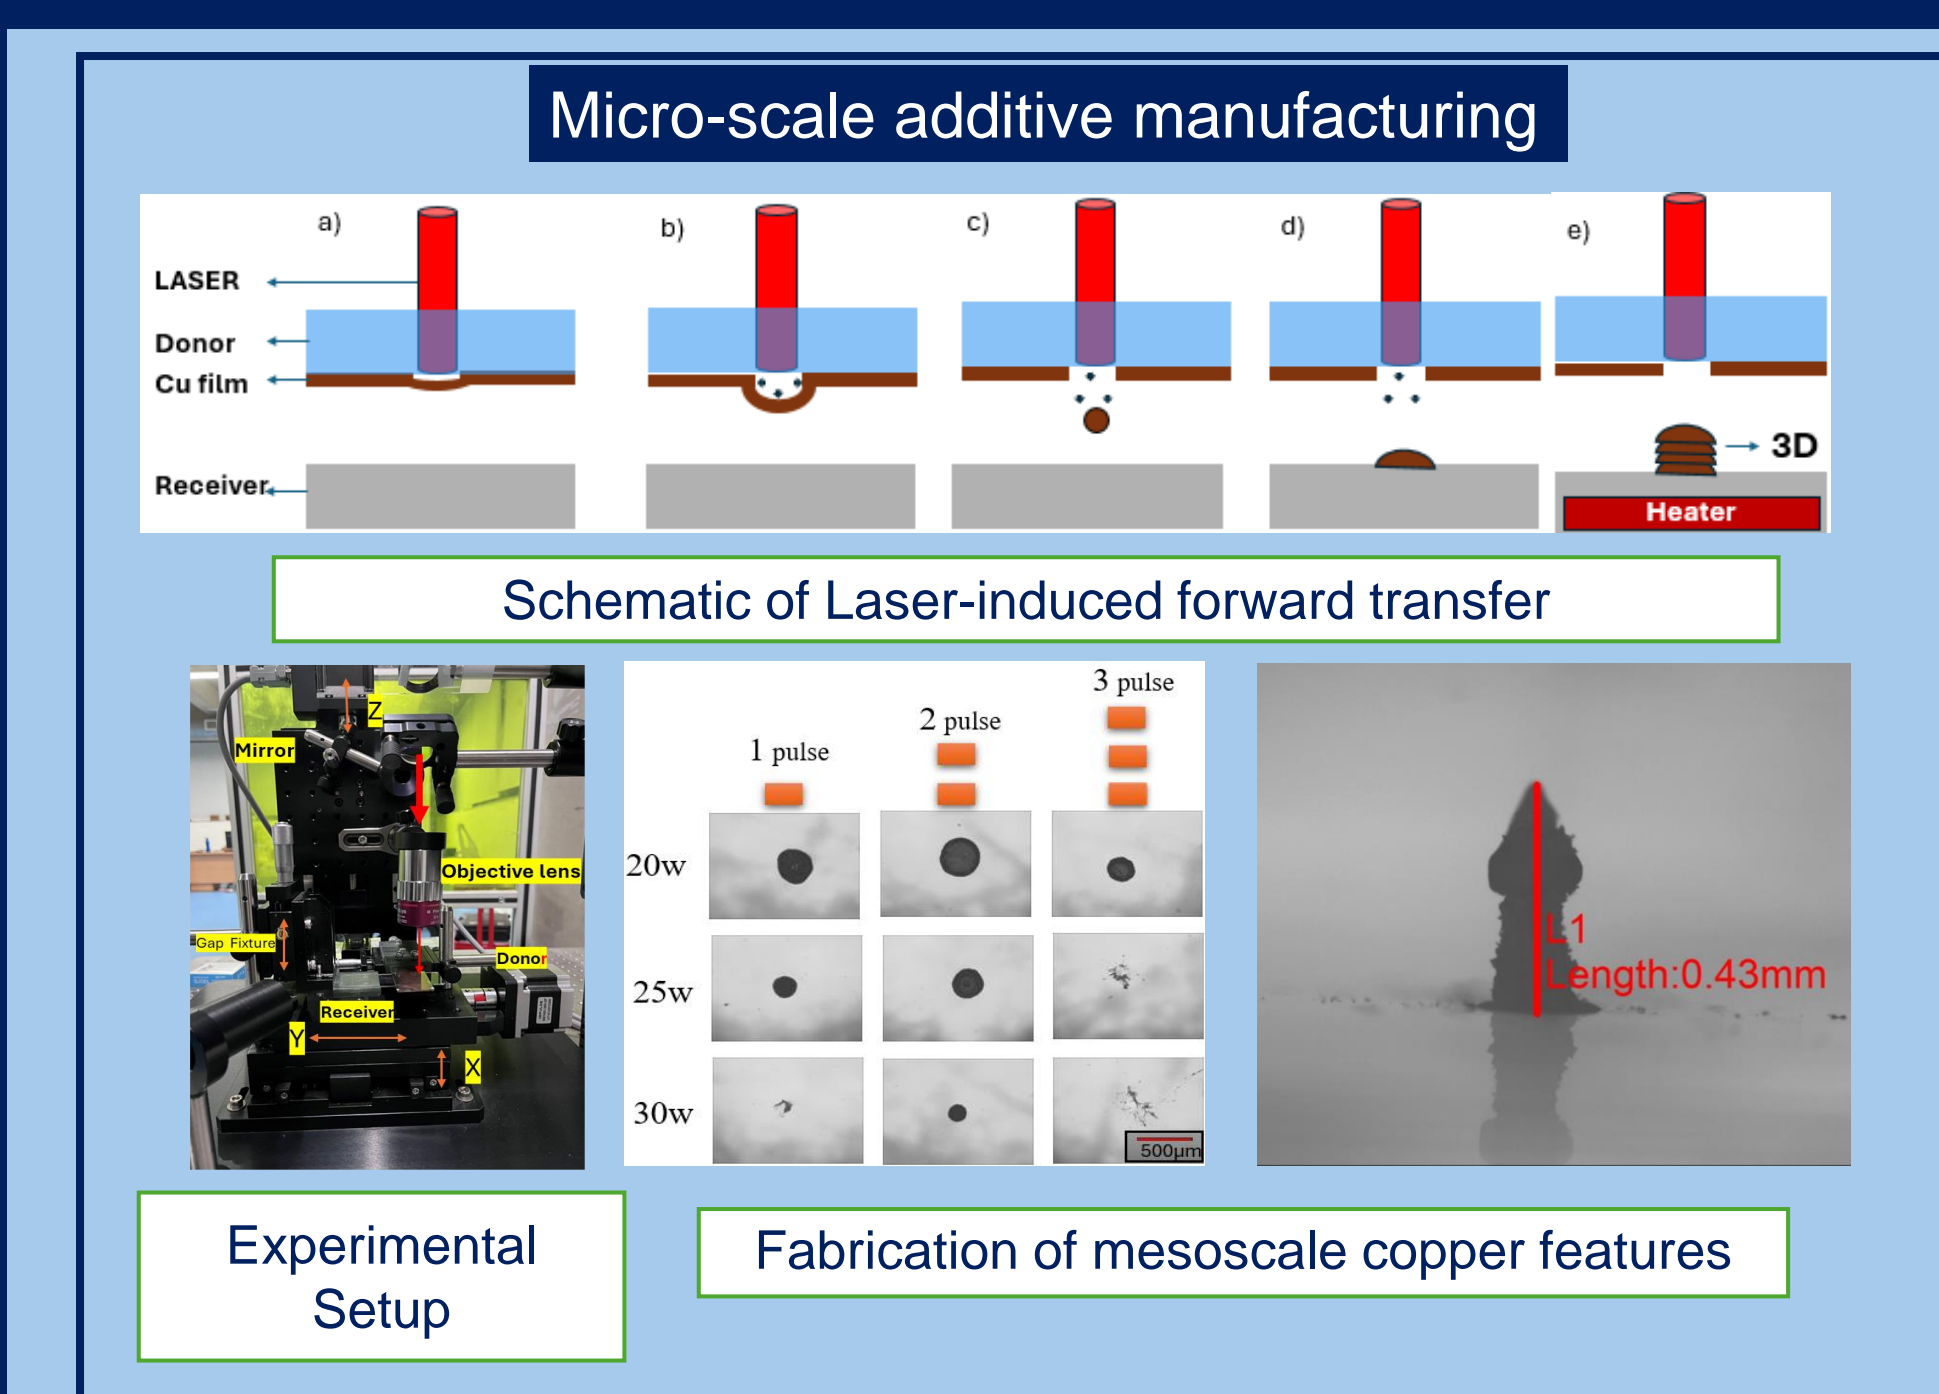 Micro-scale additive manufacturing
a)
b)
c)
d)
e)
LASER
Donor
Cu film
Receiver
3D
Heater
Schematic of Laser-induced forward transfer
Z
Mirror
Objective lens
Gap Fixture
Donor
Receiver
Y
X
1 pulse
2 pulse
3 pulse
20w
25w
30w
500µm
L1
Length:0.43mm
Experimental
Setup
Fabrication of mesoscale copper features